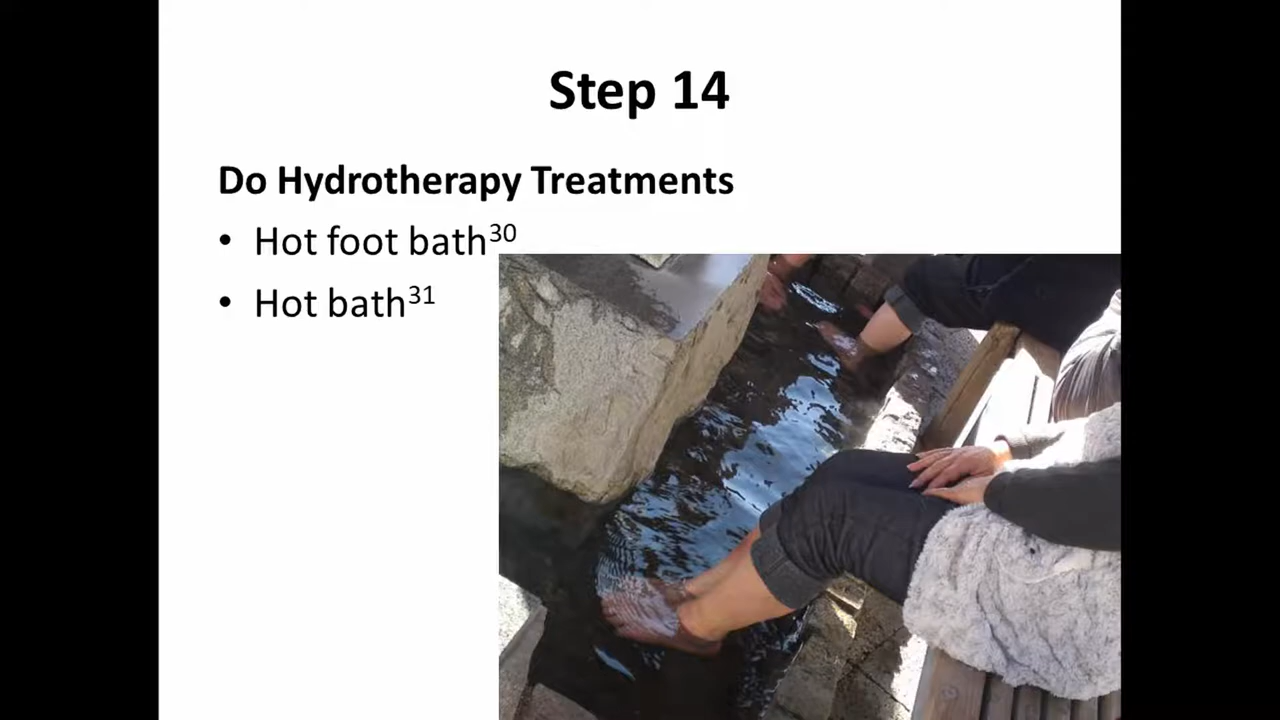 Step 14
Do Hydrotherapy Treatments
• Hot foot bath³⁰
• Hot bath³¹